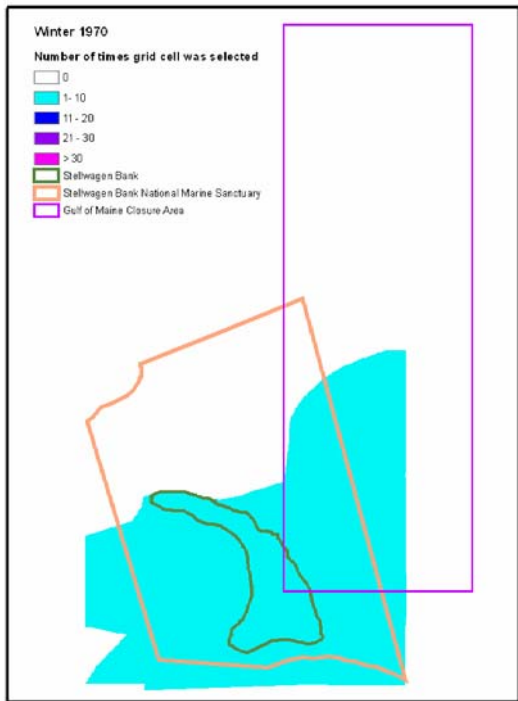 Winter 1970
Number of times grid cell was selected
0
1- 10
11 - 20
21 - 30
> 30
Stellwagen Bank
Stellwagen Bank National Marine Sanctuary
Gulf of Maine Closure Area